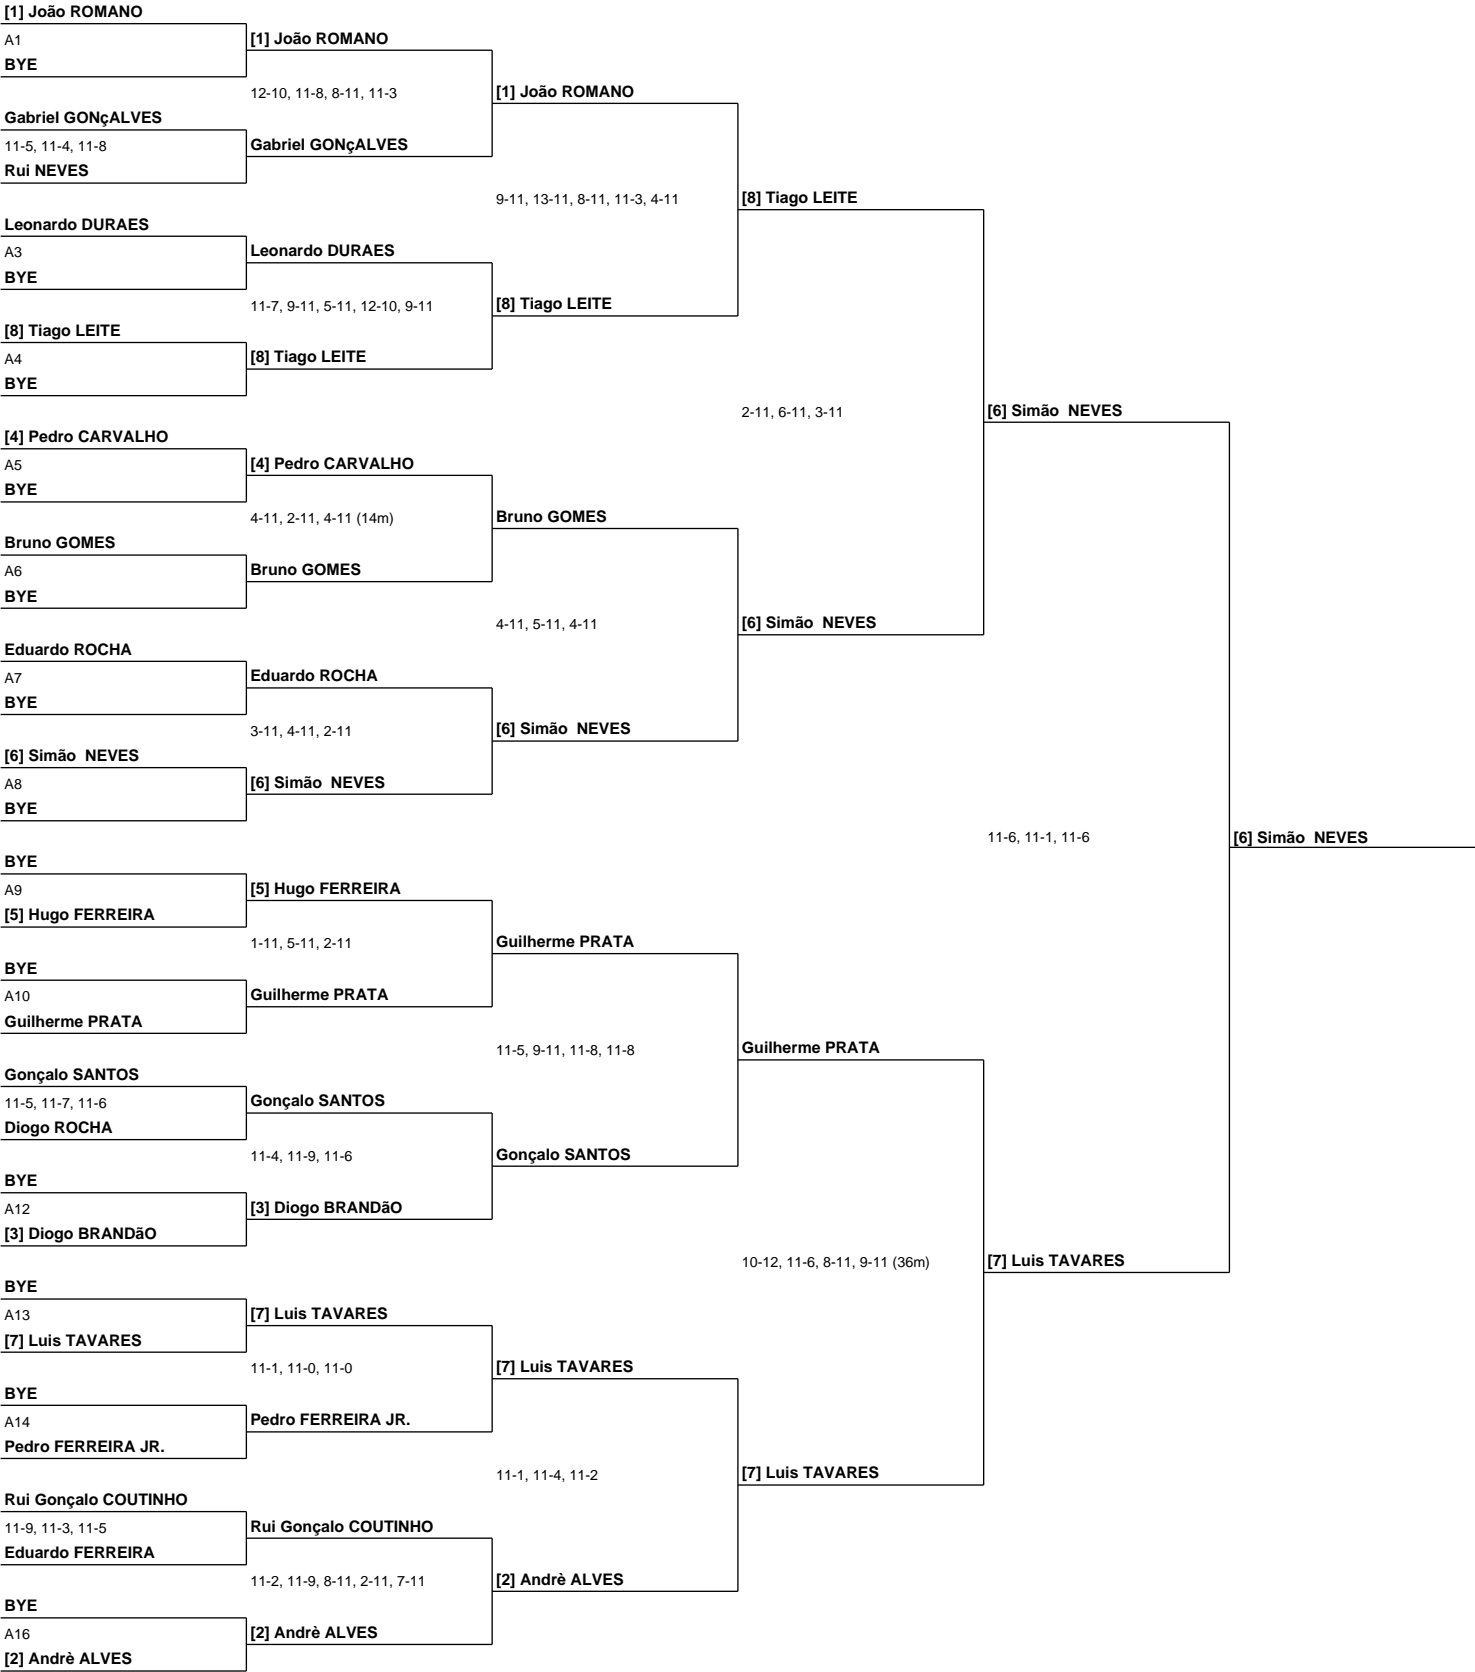 [1] João ROMANO
A1
BYE
[1] João ROMANO
12-10, 11-8, 8-11, 11-3
[1] João ROMANO
Gabriel GONçALVES
11-5, 11-4, 11-8
Rui NEVES
Gabriel GONçALVES
9-11, 13-11, 8-11, 11-3, 4-11
[8] Tiago LEITE
Leonardo DURAES
A3
BYE
Leonardo DURAES
11-7, 9-11, 5-11, 12-10, 9-11
[8] Tiago LEITE
[8] Tiago LEITE
A4
BYE
[8] Tiago LEITE
2-11, 6-11, 3-11
[6] Simão  NEVES
[4] Pedro CARVALHO
A5
BYE
[4] Pedro CARVALHO
4-11, 2-11, 4-11 (14m)
Bruno GOMES
Bruno GOMES
A6
BYE
Bruno GOMES
4-11, 5-11, 4-11
[6] Simão  NEVES
Eduardo ROCHA
A7
BYE
Eduardo ROCHA
3-11, 4-11, 2-11
[6] Simão  NEVES
[6] Simão  NEVES
A8
BYE
[6] Simão  NEVES
11-6, 11-1, 11-6
[6] Simão  NEVES
BYE
A9
[5] Hugo FERREIRA
[5] Hugo FERREIRA
1-11, 5-11, 2-11
Guilherme PRATA
BYE
A10
Guilherme PRATA
Guilherme PRATA
11-5, 9-11, 11-8, 11-8
Guilherme PRATA
Gonçalo SANTOS
11-5, 11-7, 11-6
Diogo ROCHA
Gonçalo SANTOS
11-4, 11-9, 11-6
Gonçalo SANTOS
BYE
A12
[3] Diogo BRANDãO
[3] Diogo BRANDãO
10-12, 11-6, 8-11, 9-11 (36m)
[7] Luis TAVARES
BYE
A13
[7] Luis TAVARES
[7] Luis TAVARES
11-1, 11-0, 11-0
[7] Luis TAVARES
BYE
A14
Pedro FERREIRA JR.
Pedro FERREIRA JR.
11-1, 11-4, 11-2
[7] Luis TAVARES
Rui Gonçalo COUTINHO
11-9, 11-3, 11-5
Eduardo FERREIRA
Rui Gonçalo COUTINHO
11-2, 11-9, 8-11, 2-11, 7-11
[2] Andrè ALVES
BYE
A16
[2] Andrè ALVES
[2] Andrè ALVES